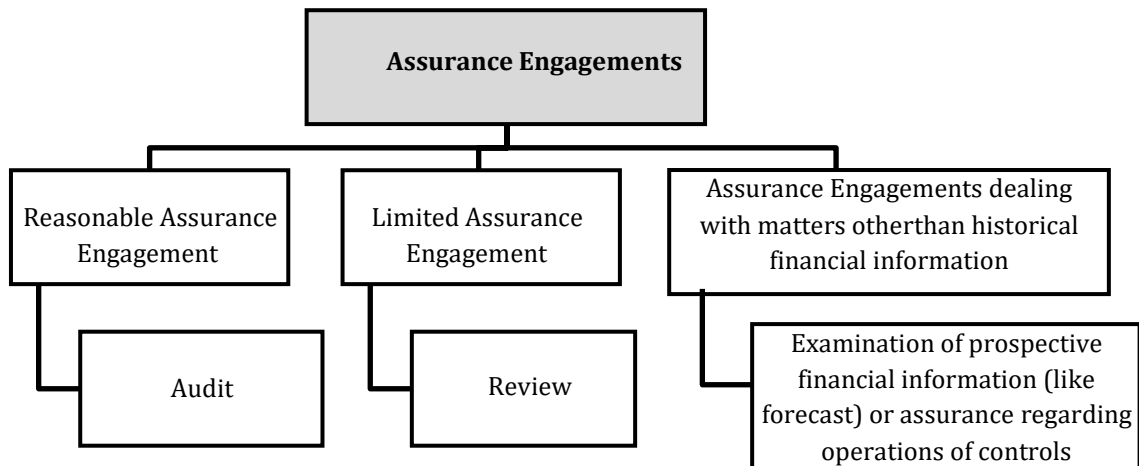 Assurance Engagements
Reasonable Assurance
Engagement
Limited Assurance
Engagement
Assurance Engagements dealing
with matters otherthan historical
financial information
Audit
Review
Examination of prospective
financial information (like
forecast) or assurance regarding
operations of controls